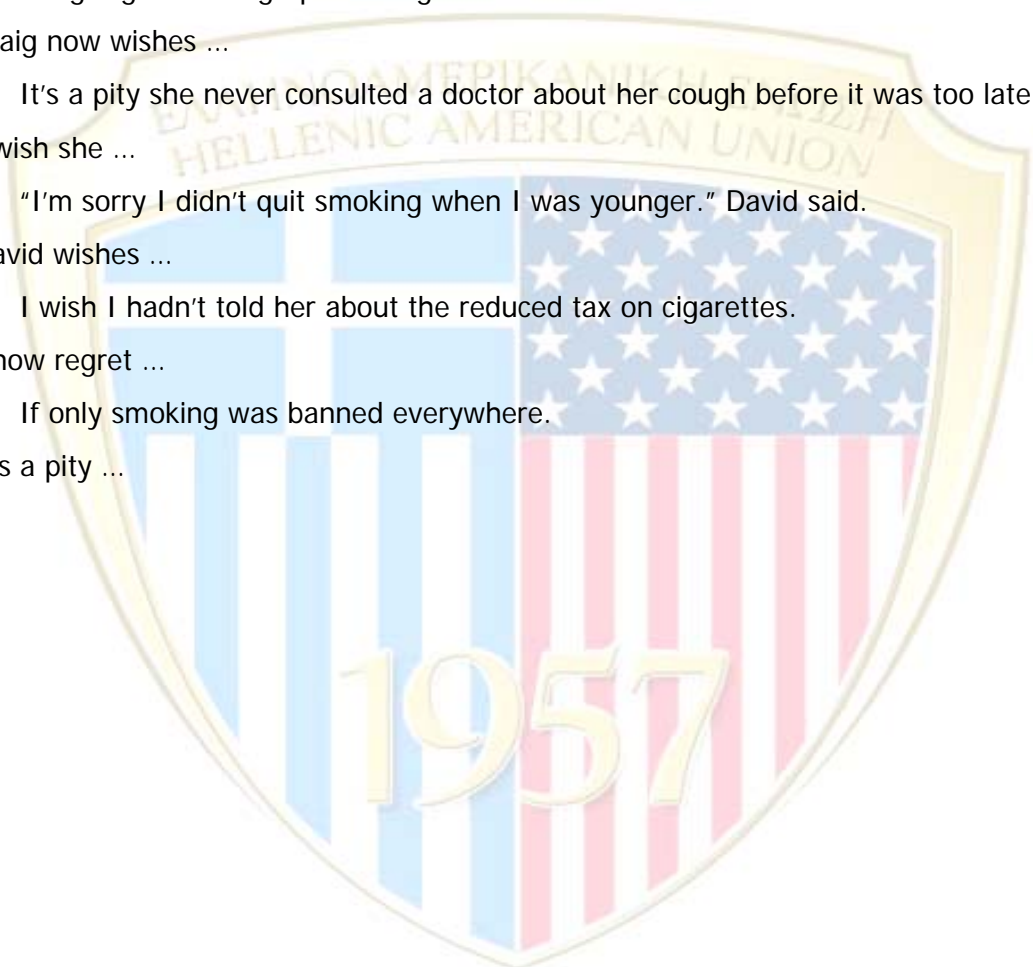 aig now wishes ...
It's a pity she never consulted a doctor about her cough before it was too late
wish she ...
"I'm sorry I didn't quit smoking when I was younger." David said.
avid wishes ...
I wish I hadn't told her about the reduced tax on cigarettes.
now regret ...
If only smoking was banned everywhere.
s a pity ...
ΕΛΛΗΝΟΑΜΕΡΙΚΑΝΙΚΗ ΕΝΩΣΗ
HELLENIC AMERICAN UNION
1957